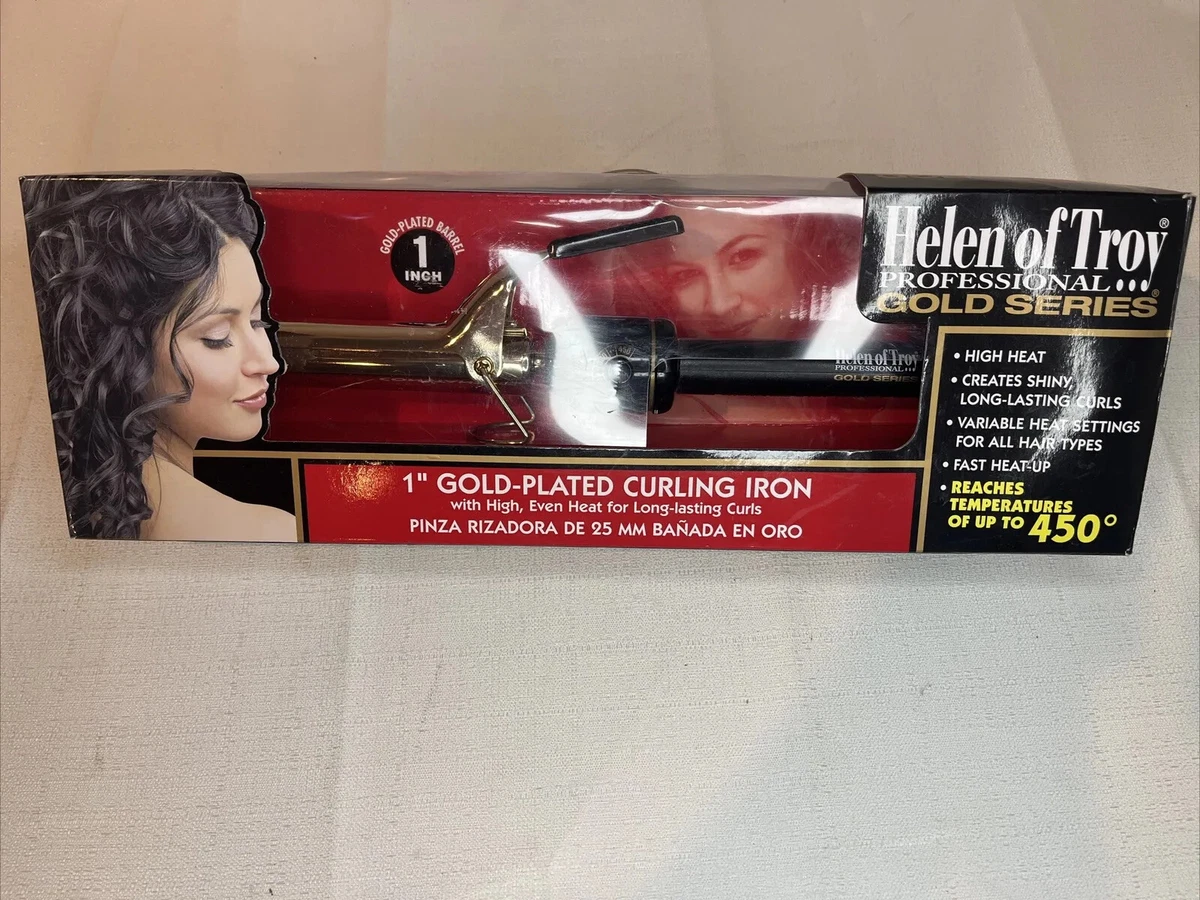 GOLD-PLATED BARREL
1
INCH
Helen of Troy®
PROFESSIONAL...
GOLD SERIES®
Helen of Troy
PROFESSIONAL...
GOLD SERIES
• HIGH HEAT
• CREATES SHINY,
LONG-LASTING CURLS
• VARIABLE HEAT SETTINGS
FOR ALL HAIR TYPES
• FAST HEAT-UP
• REACHES
TEMPERATURES
OF UP TO 450°
1" GOLD-PLATED CURLING IRON
with High, Even Heat for Long-lasting Curls
PINZA RIZADORA DE 25 MM BAÑADA EN ORO